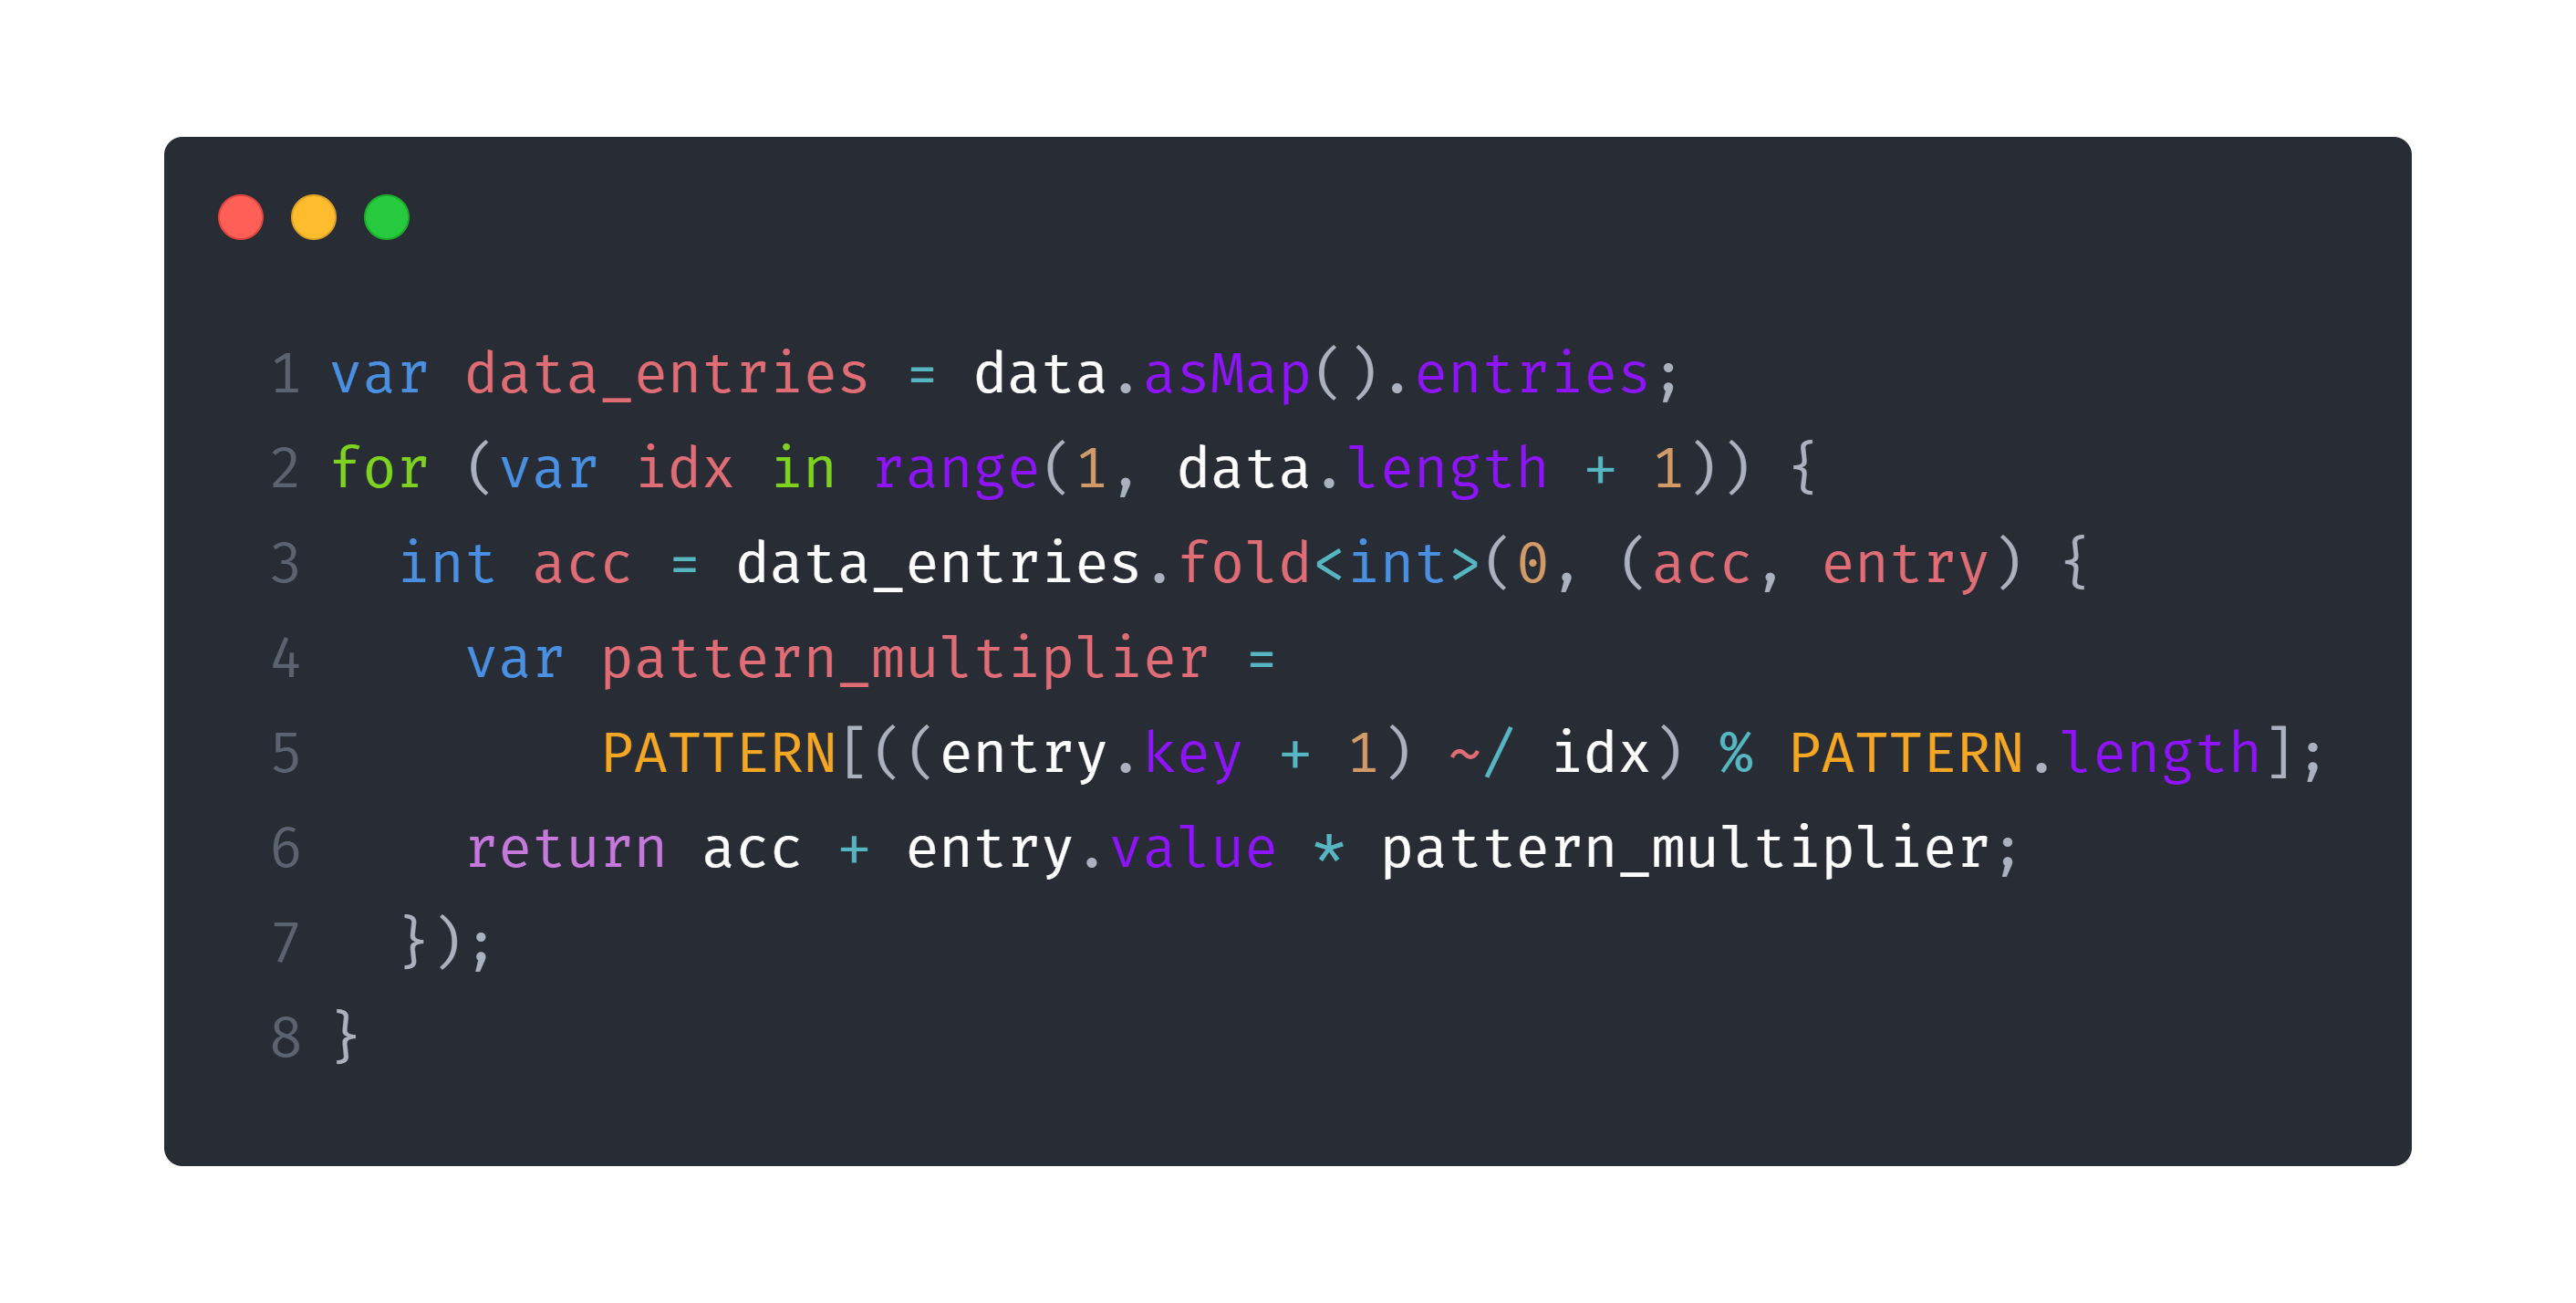 1 var data_entries = data.asMap().entries;
2 for (var idx in range(1, data.length + 1)) {
3   int acc = data_entries.fold<int>(0, (acc, entry) {
4     var pattern_multiplier =
5         PATTERN[((entry.key + 1) ~/ idx) % PATTERN.length];
6     return acc + entry.value * pattern_multiplier;
7   });
8 }